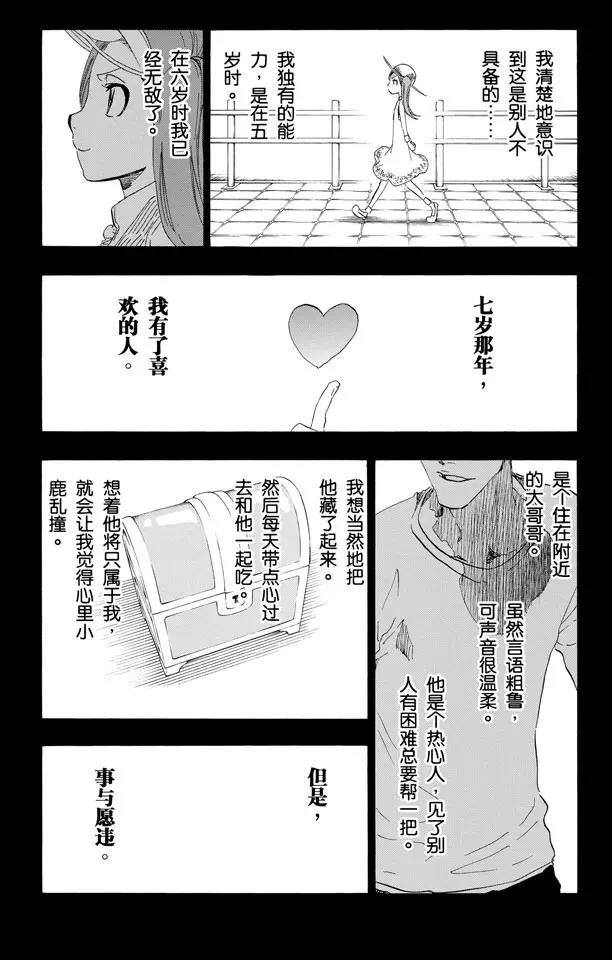 我清楚地意识
到这是别人不
具备的……
我独有的能
力，是在五
岁时。
在六岁时我已
经无敌了。
七岁那年，
我有了喜
欢的人。
是个住在附近
的大哥哥。
虽然言语粗鲁，
可声音很温柔。
他是个热心人，见了别
人有困难总要帮一把。
我想当然地把
他藏了起来。
然后每天带点心过
去和他一起吃。
想着他将只属于我，
就会让我觉得心里小
鹿乱撞。
但是，
事与愿违。